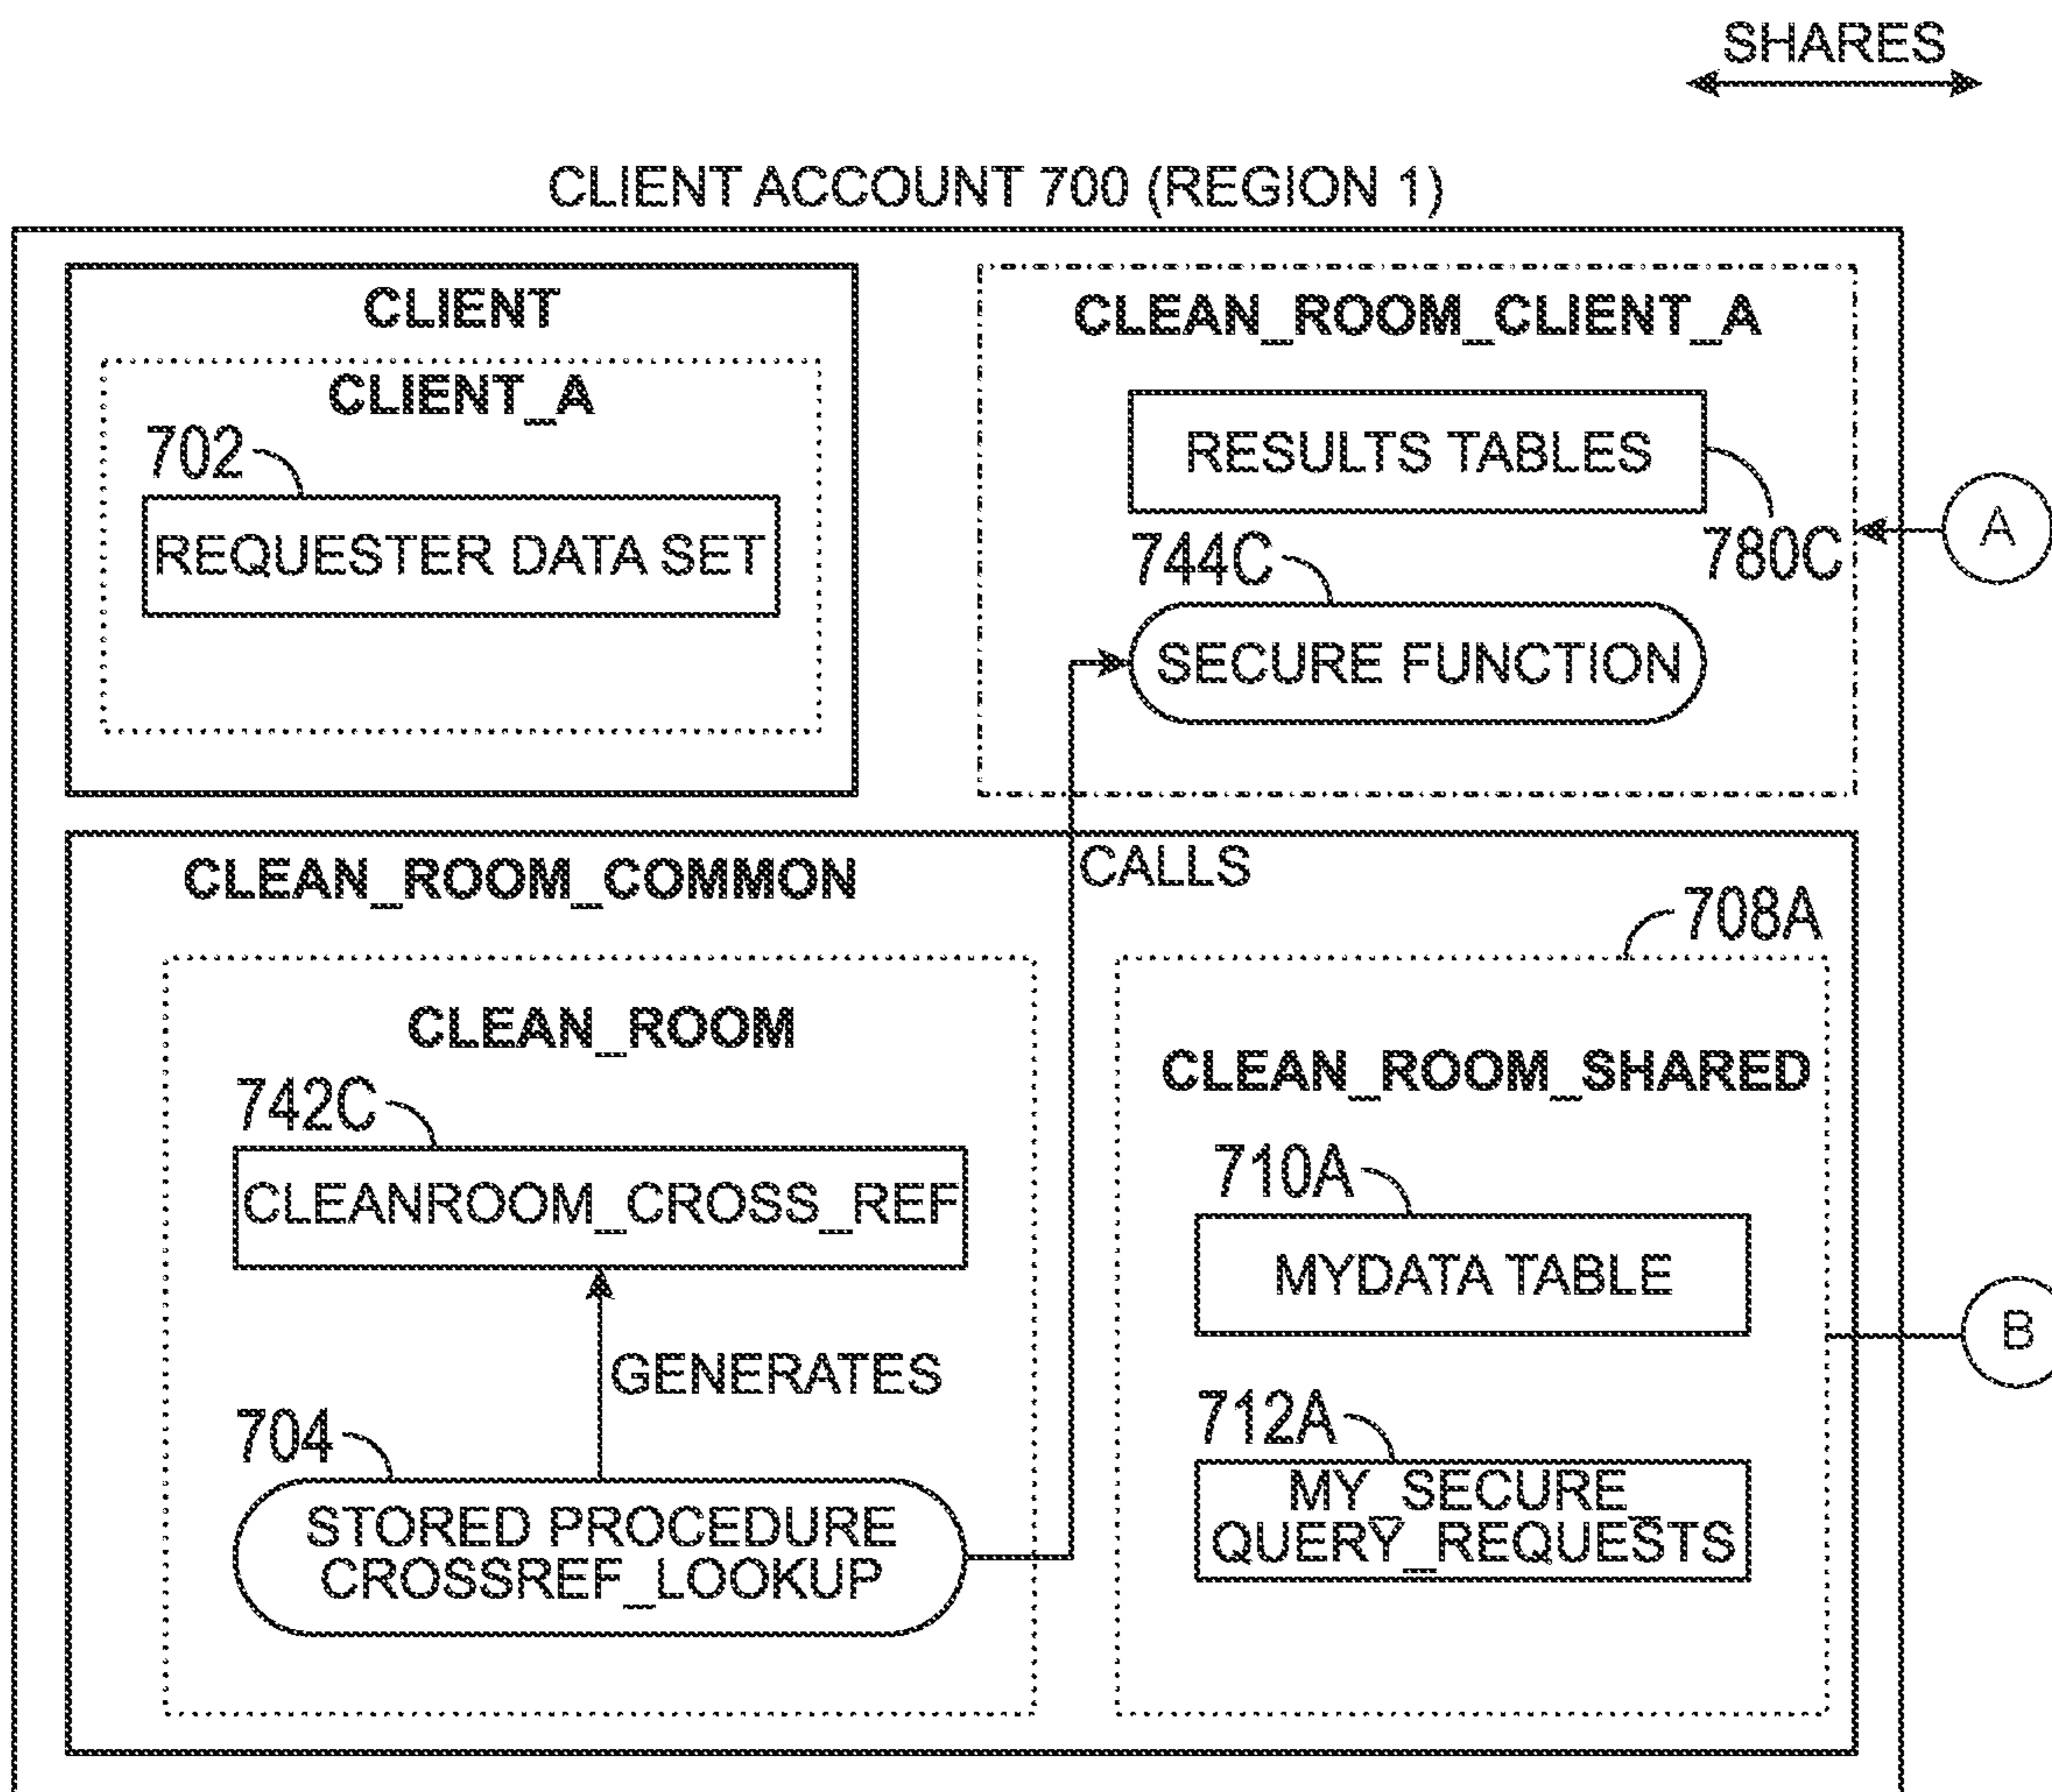 SHARES
CLIENT ACCOUNT 700 (REGION 1)
CLIENT
CLIENT_A
702
REQUESTER DATA SET
CLEAN_ROOM_CLIENT_A
RESULTS TABLES
780C
A
744C
SECURE FUNCTION
CLEAN_ROOM_COMMON
CALLS
CLEAN_ROOM
742C
CLEANROOM_CROSS_REF
GENERATES
704
STORED PROCEDURE
CROSSREF_LOOKUP
708A
CLEAN_ROOM_SHARED
710A
MYDATA TABLE
B
712A
MY_SECURE_
QUERY_REQUESTS